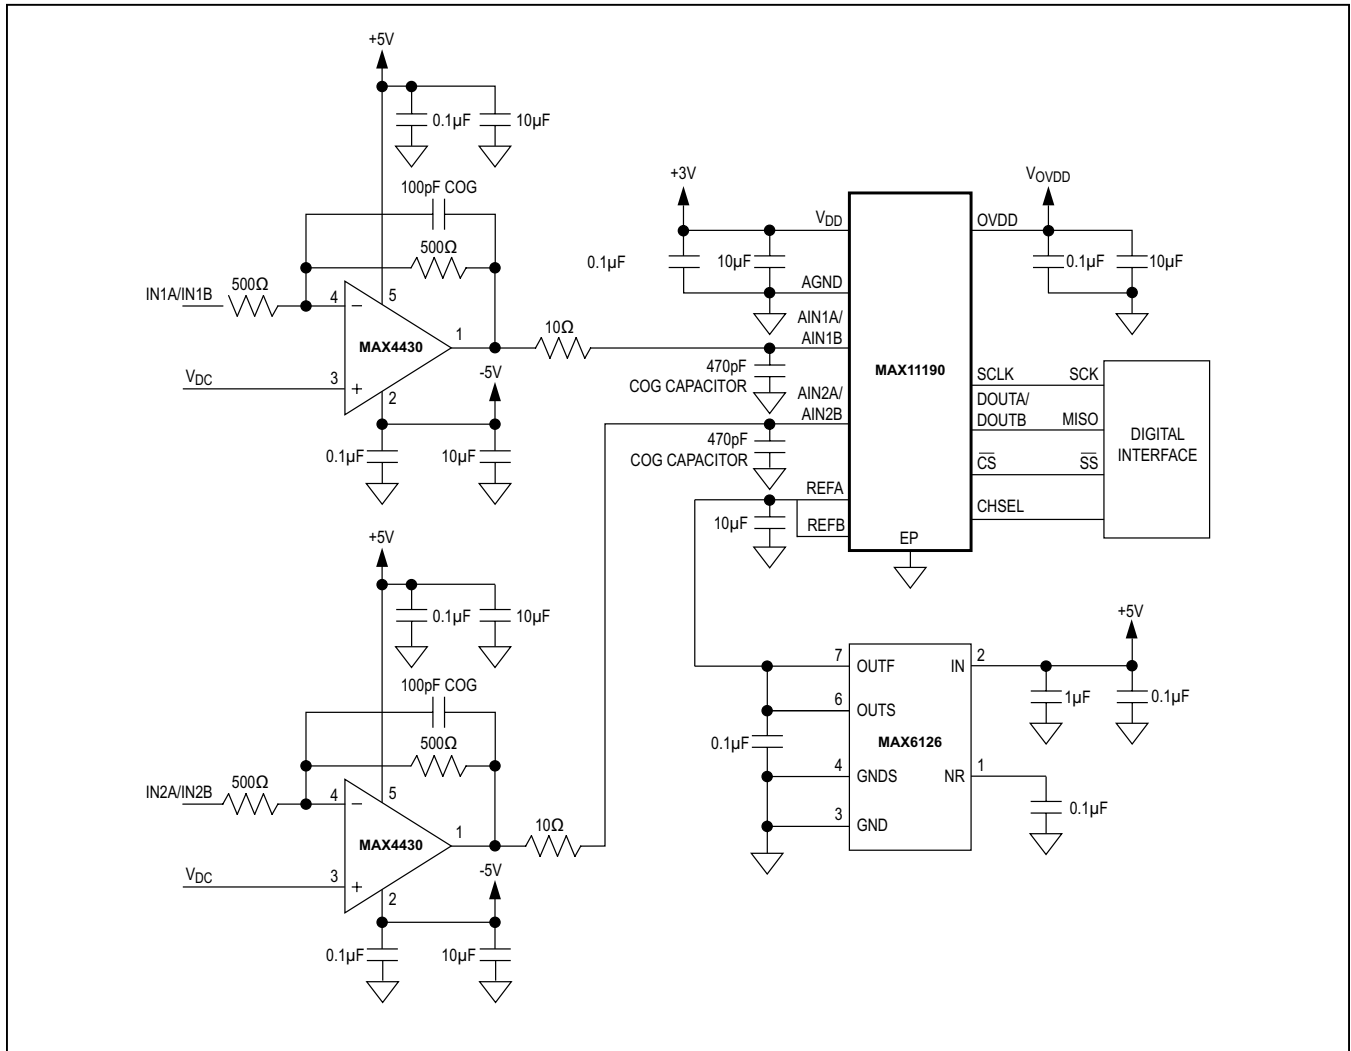 +5V
0.1µF
10µF
100pF COG
500Ω
IN1A/IN1B
500Ω
4
−
5
MAX4430
1
10Ω
VDC
3
+
2
-5V
0.1µF
10µF
+5V
0.1µF
10µF
100pF COG
500Ω
IN2A/IN2B
500Ω
4
−
5
MAX4430
1
10Ω
VDC
3
+
2
-5V
0.1µF
10µF
+3V
0.1µF
10µF
VDD
AGND
AIN1A/
AIN1B
470pF
COG CAPACITOR
AIN2A/
AIN2B
470pF
COG CAPACITOR
REFA
10µF
REFB
MAX11190
EP
VOVDD
OVDD
0.1µF
10µF
SCLK
SCK
DOUTA/
DOUTB
MISO
CS
SS
CHSEL
DIGITAL
INTERFACE
+5V
7
OUTF
IN
2
1µF
0.1µF
6
OUTS
MAX6126
0.1µF
4
GNDS
NR
1
0.1µF
3
GND